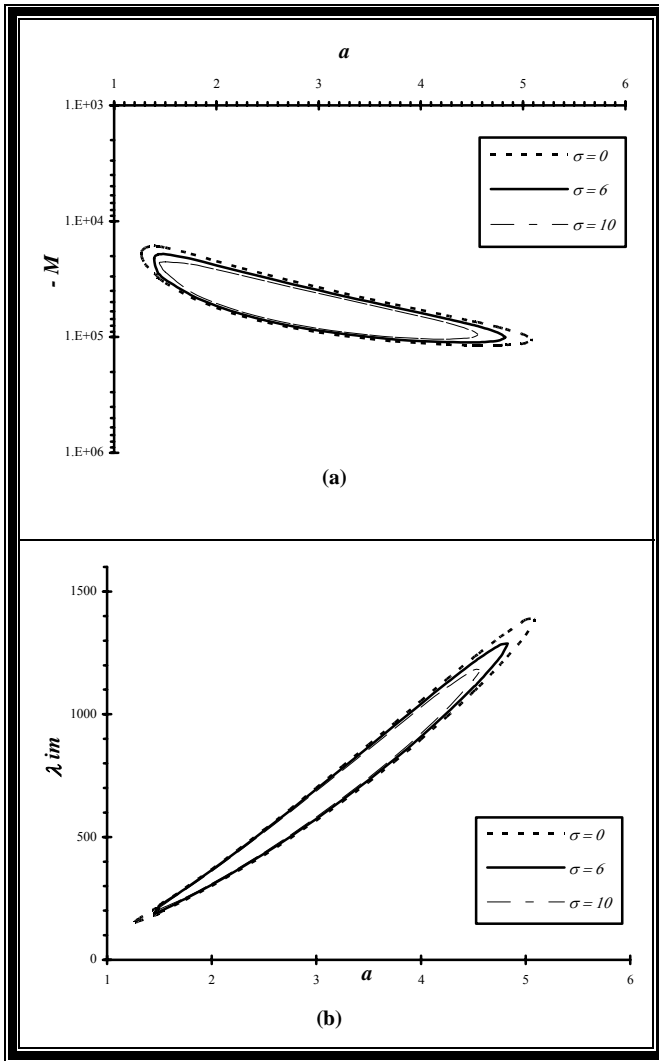 a
1 2 3 4 5 6
1.E+03
1.E+04
1.E+05
1.E+06
- M
σ = 0
σ = 6
σ = 10
(a)
1500
1000
500
0
λ im
σ = 0
σ = 6
σ = 10
1 2 3 4 5 6
a
(b)